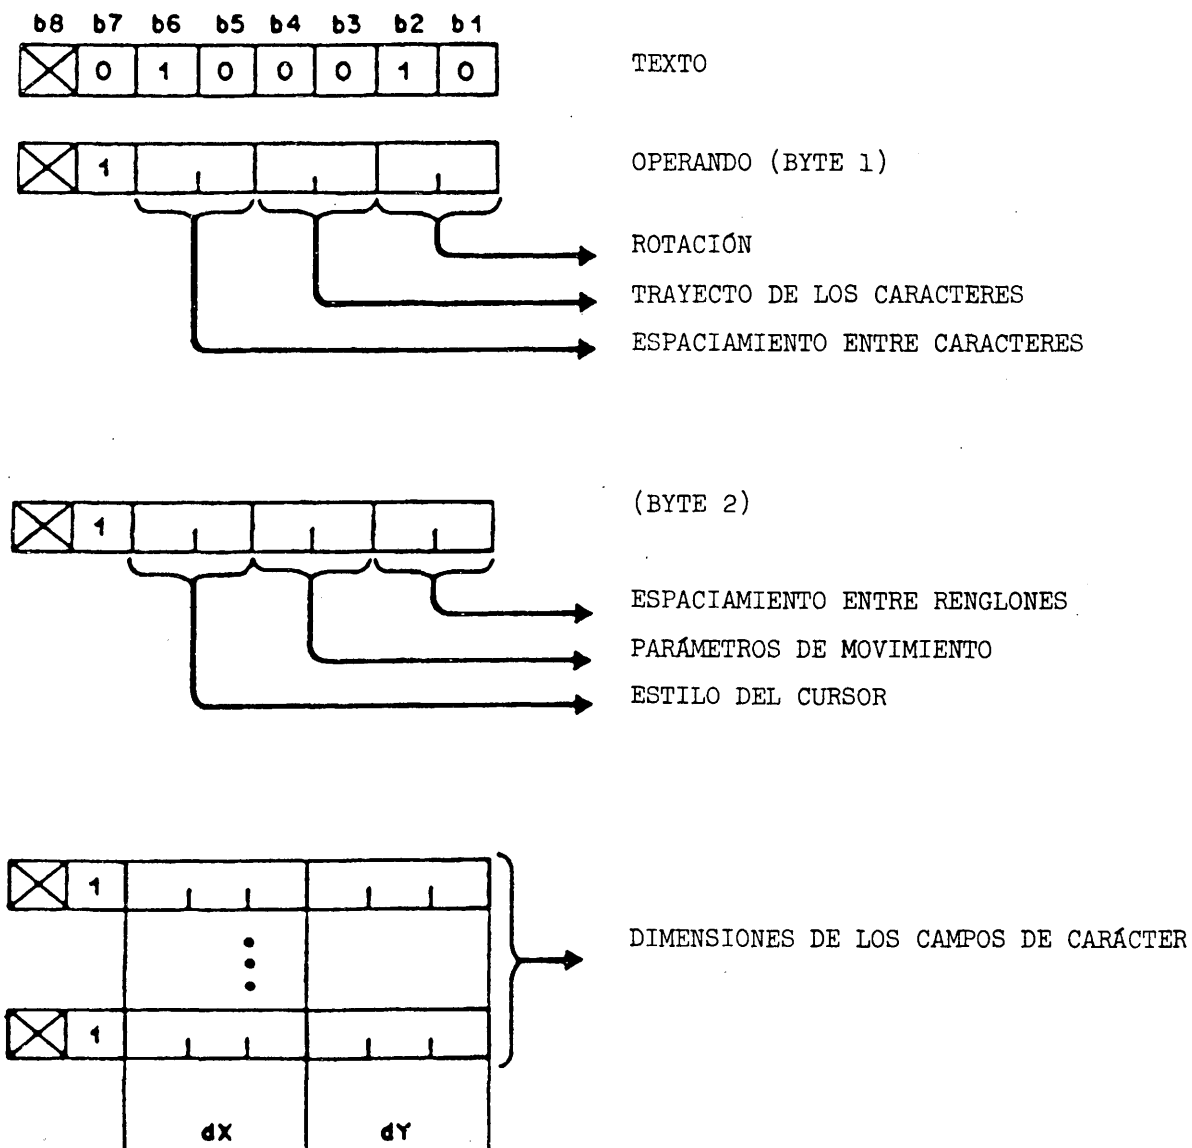 b8 b7 b6 b5 b4 b3 b2 b1
0 1 0 0 0 1 0 TEXTO
1 OPERANDO (BYTE 1)
ROTACIÓN
TRAYECTO DE LOS CARACTERES
ESPACIAMIENTO ENTRE CARACTERES
(BYTE 2)
1
ESPACIAMIENTO ENTRE RENGLONES
PARÁMETROS DE MOVIMIENTO
ESTILO DEL CURSOR
1
DIMENSIONES DE LOS CAMPOS DE CARÁCTER
1
dX dY